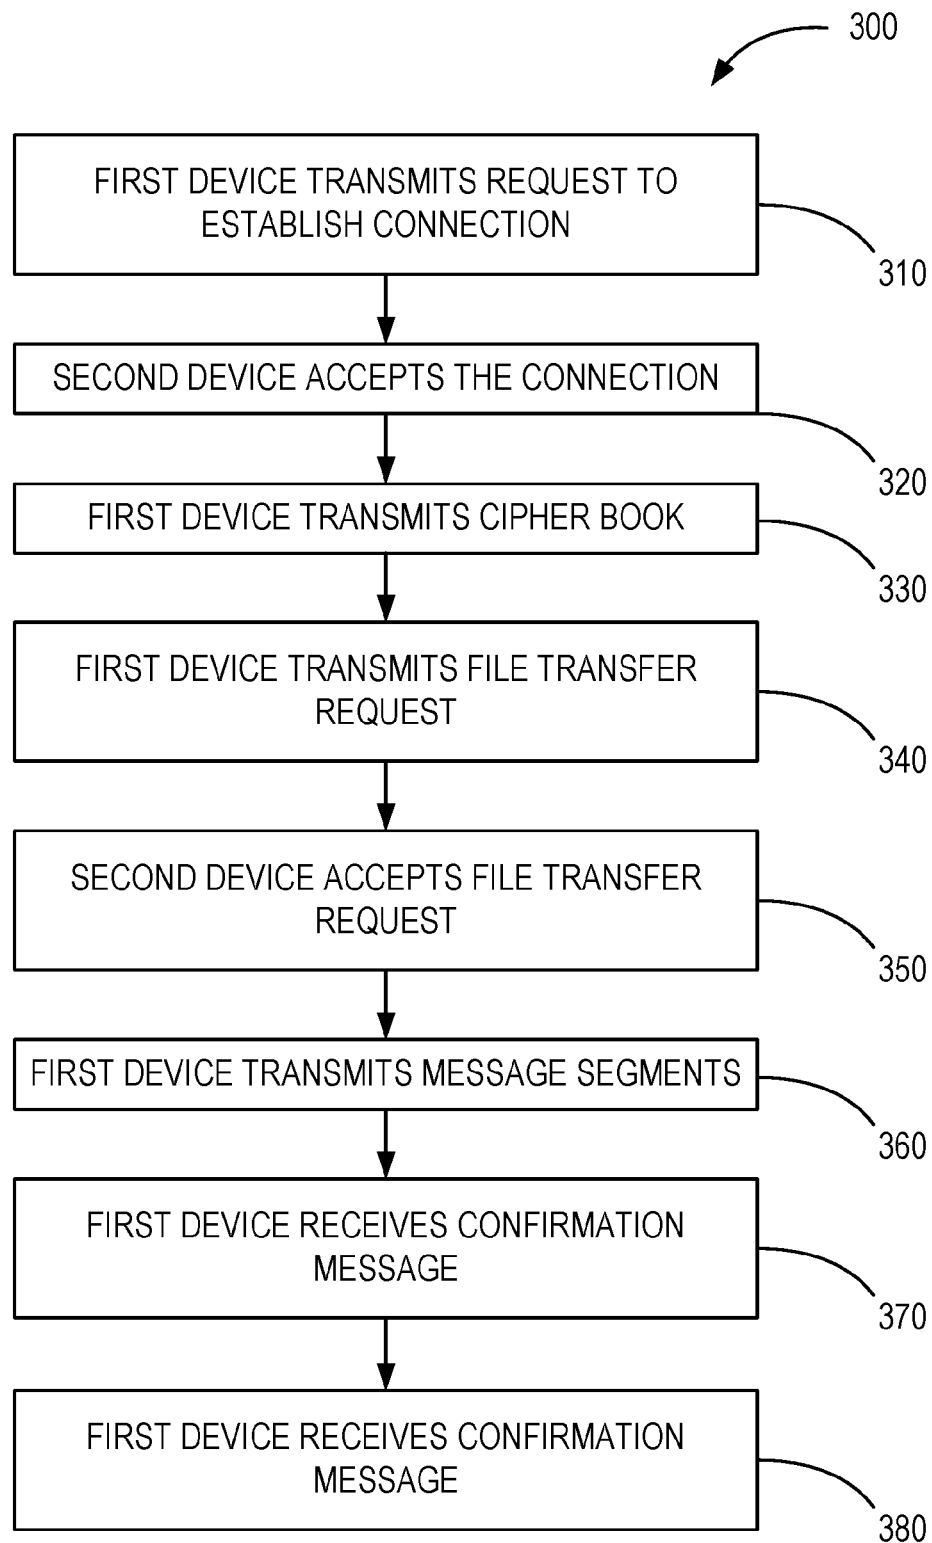 300
FIRST DEVICE TRANSMITS REQUEST TO
ESTABLISH CONNECTION
310
SECOND DEVICE ACCEPTS THE CONNECTION
320
FIRST DEVICE TRANSMITS CIPHER BOOK
330
FIRST DEVICE TRANSMITS FILE TRANSFER
REQUEST
340
SECOND DEVICE ACCEPTS FILE TRANSFER
REQUEST
350
FIRST DEVICE TRANSMITS MESSAGE SEGMENTS
360
FIRST DEVICE RECEIVES CONFIRMATION
MESSAGE
370
FIRST DEVICE RECEIVES CONFIRMATION
MESSAGE
380